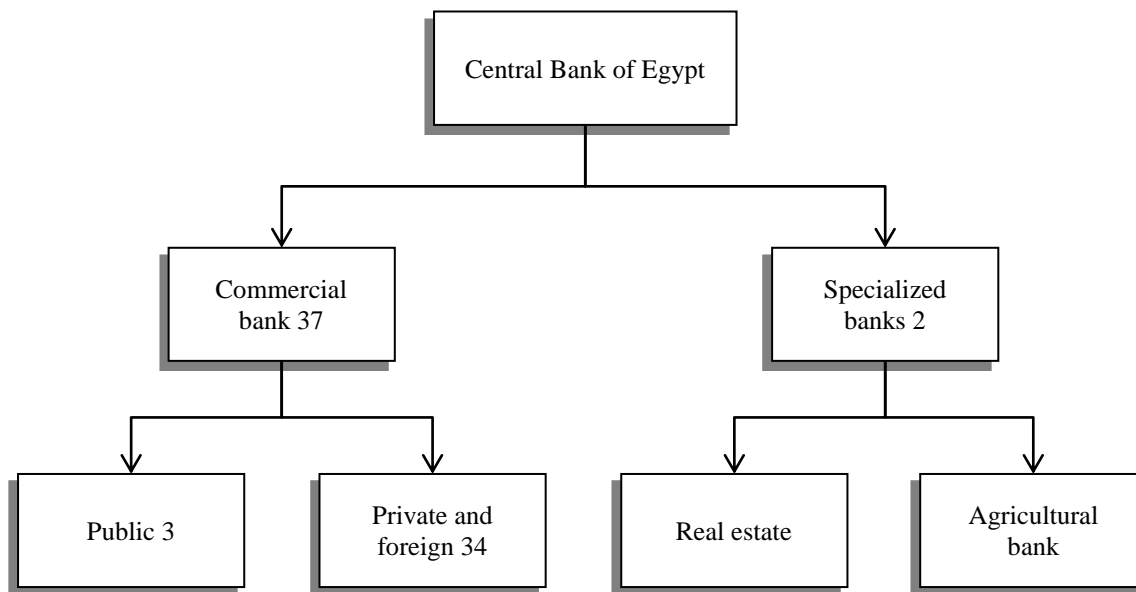 Central Bank of Egypt
Commercial
bank 37
Specialized
banks 2
Public 3
Private and
foreign 34
Real estate
Agricultural
bank